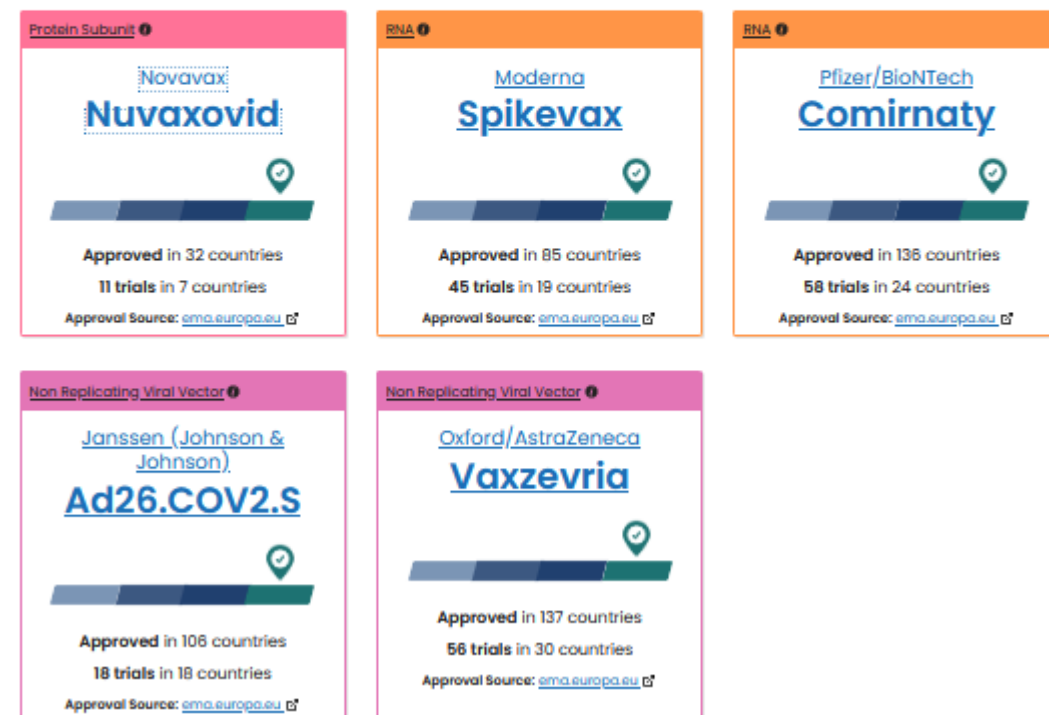 Protein Subunit
Novavax
Nuvaxovid
Approved in 32 countries
11 trials in 7 countries
Approval Source: ema.europa.eu
RNA
Moderna
Spikevax
Approved in 85 countries
45 trials in 19 countries
Approval Source: ema.europa.eu
RNA
Pfizer/BioNTech
Comirnaty
Approved in 136 countries
58 trials in 24 countries
Approval Source: ema.europa.eu
Non Replicating Viral Vector
Janssen (Johnson &
Johnson)
Ad26.COV2.S
Approved in 106 countries
18 trials in 18 countries
Approval Source: ema.europa.eu
Non Replicating Viral Vector
Oxford/AstraZeneca
Vaxzevria
Approved in 137 countries
56 trials in 30 countries
Approval Source: ema.europa.eu